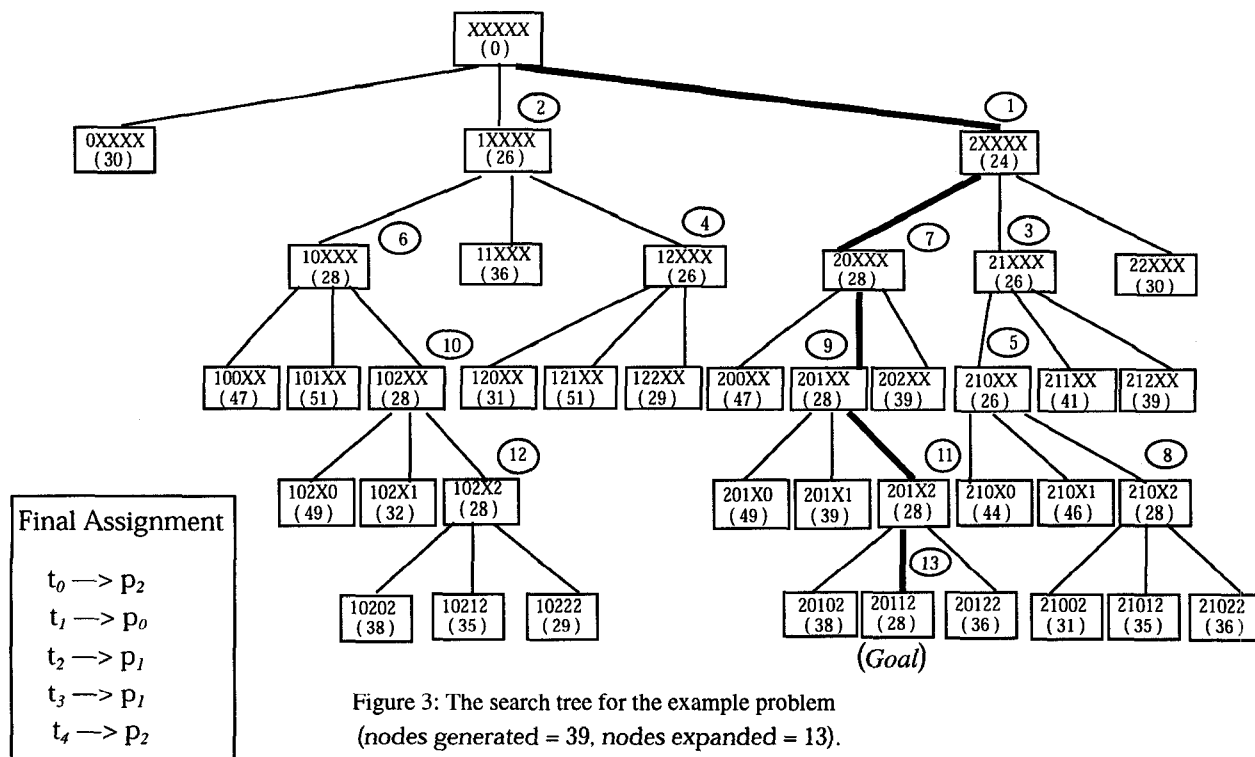 XXXXX
(0)
2
1
0XXXX
(30)
1XXXX
(26)
2XXXX
(24)
6
4
7
3
10XXX
(28)
11XXX
(36)
12XXX
(26)
20XXX
(28)
21XXX
(26)
22XXX
(30)
10
9
5
100XX
(47)
101XX
(51)
102XX
(28)
120XX
(31)
121XX
(51)
122XX
(29)
200XX
(47)
201XX
(28)
202XX
(39)
210XX
(26)
211XX
(41)
212XX
(39)
12
11
8
102X0
(49)
102X1
(32)
102X2
(28)
201X0
(49)
201X1
(39)
201X2
(28)
210X0
(44)
210X1
(46)
210X2
(28)
13
10202
(38)
10212
(35)
10222
(29)
20102
(38)
20112
(28)
20122
(36)
21002
(31)
21012
(35)
21022
(36)
(Goal)
Final Assignment
t0 —> p2
t1 —> p0
t2 —> p1
t3 —> p1
t4 —> p2
Figure 3: The search tree for the example problem
(nodes generated = 39, nodes expanded = 13).